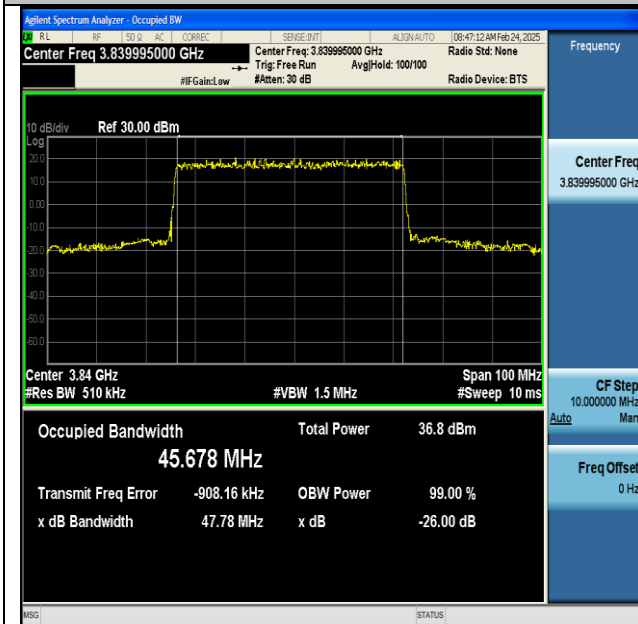 Agilent Spectrum Analyzer - Occupied BW
RL RF 50 Ω AC CORREC SENSE:INT ALIGN AUTO 08:47:12 AM Feb 24, 2025
Center Freq 3.839995000 GHz
Center Freq: 3.839995000 GHz Radio Std: None
Trig: Free Run Avg|Hold: 100/100
#IFGain:Low #Atten: 30 dB Radio Device: BTS
Frequency
10 dB/div Ref 30.00 dBm
Log
20.0
10.0
0.00
-10.0
-20.0
-30.0
-40.0
-50.0
-60.0
Center Freq
3.839995000 GHz
Center 3.84 GHz Span 100 MHz
#Res BW 510 kHz #VBW 1.5 MHz #Sweep 10 ms
CF Step
10.000000 MHz
Auto Man
Occupied Bandwidth Total Power 36.8 dBm
45.678 MHz
Transmit Freq Error -908.16 kHz OBW Power 99.00 %
x dB Bandwidth 47.78 MHz x dB -26.00 dB
Freq Offset
0 Hz
MSG STATUS